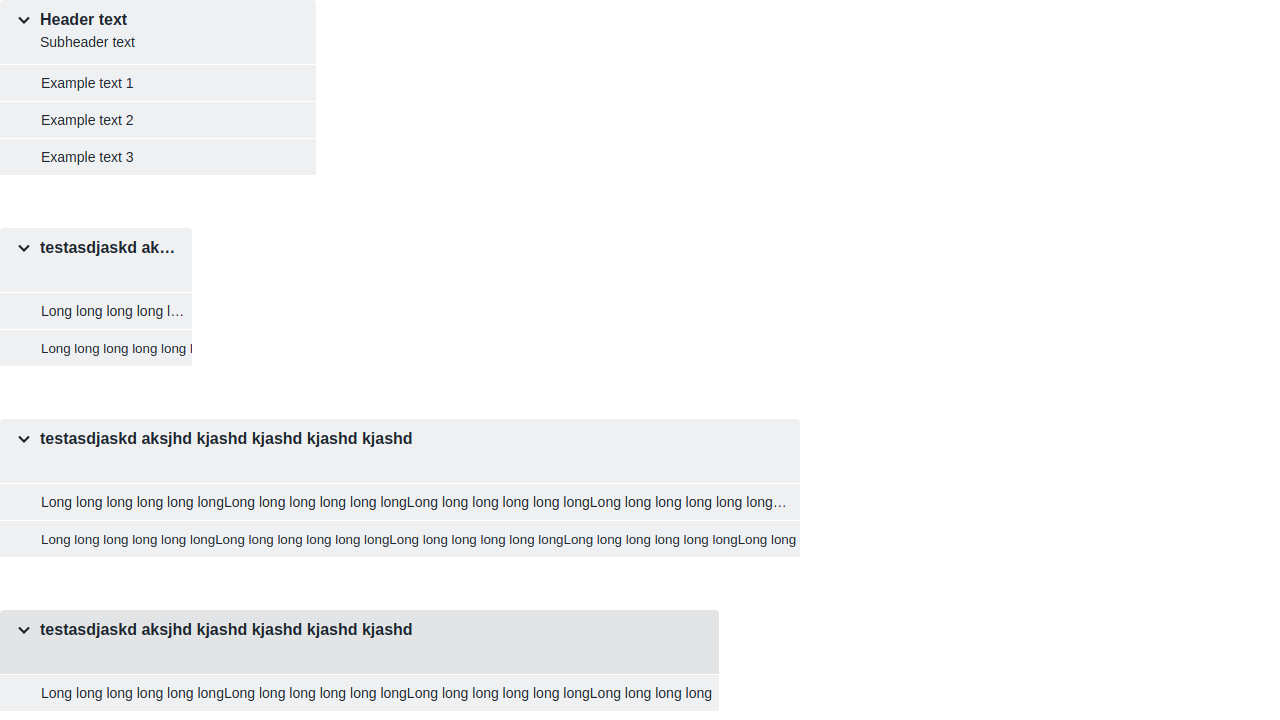 Header text
Subheader text
Example text 1
Example text 2
Example text 3
testasdjaskd ak…
Long long long long l…
Long long long long long
testasdjaskd aksjhd kjashd kjashd kjashd kjashd
Long long long long long longLong long long long long longLong long long long long longLong long long long long long…
Long long long long long longLong long long long long longLong long long long long longLong long long long long longLong long
testasdjaskd aksjhd kjashd kjashd kjashd kjashd
Long long long long long longLong long long long long longLong long long long long longLong long long long